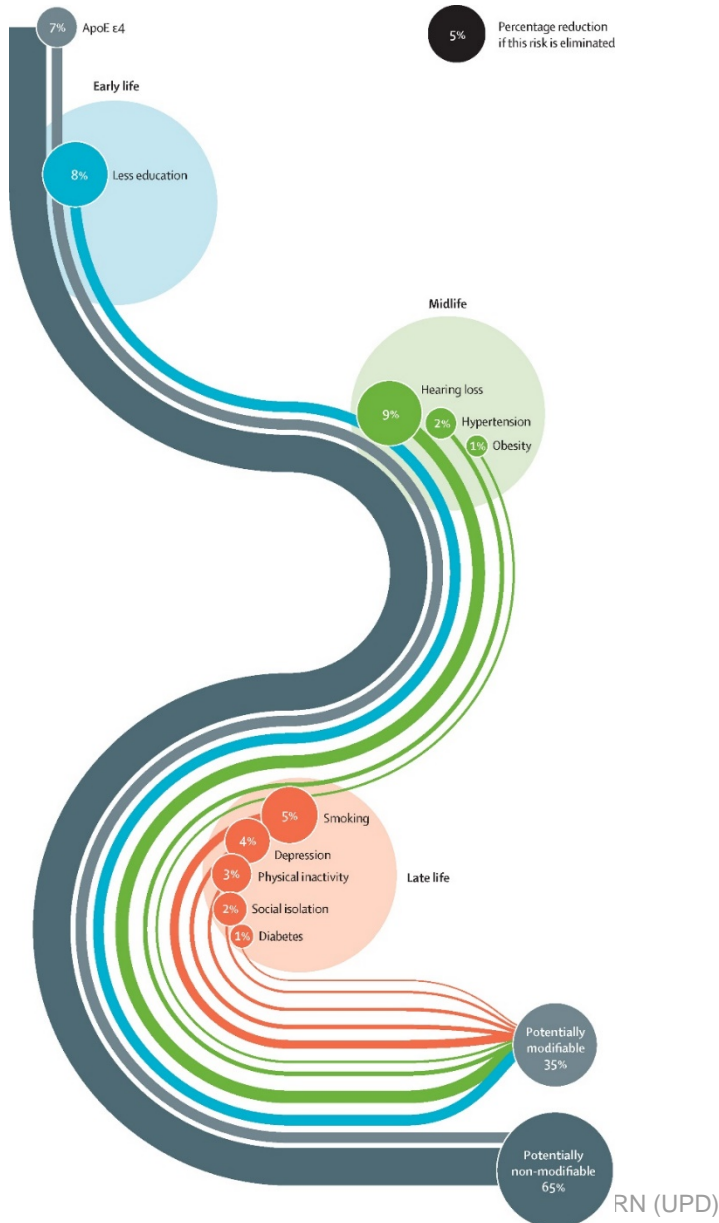 7% ApoE ε4
5%
Percentage reduction
if this risk is eliminated
Early life
8% Less education
Midlife
Hearing loss
9%
2% Hypertension
1% Obesity
5% Smoking
4%
Depression
3% Physical inactivity
Late life
2% Social isolation
1% Diabetes
Potentially
modifiable
35%
Potentially
non-modifiable
65%
RN (UPD)